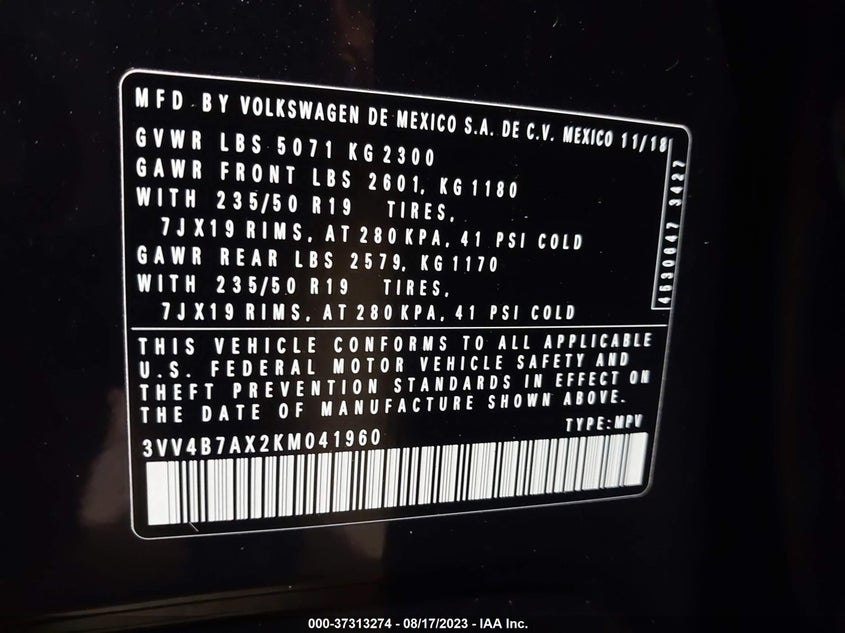 MFD BY VOLKSWAGEN DE MEXICO S.A. DE C.V. MEXICO 11/18
GVWR LBS 5071 KG 2300
GAWR FRONT LBS 2601, KG 1180
WITH 235/50 R19 TIRES,
7JX19 RIMS, AT 280 KPA, 41 PSI COLD
GAWR REAR LBS 2579, KG 1170
WITH 235/50 R19 TIRES,
7JX19 RIMS, AT 280 KPA, 41 PSI COLD
4630647 3427
THIS VEHICLE CONFORMS TO ALL APPLICABLE
U.S. FEDERAL MOTOR VEHICLE SAFETY AND
THEFT PREVENTION STANDARDS IN EFFECT ON
THE DATE OF MANUFACTURE SHOWN ABOVE.
3VV4B7AX2KM041960 TYPE:MPV
000-37313274 - 08/17/2023 - IAA Inc.